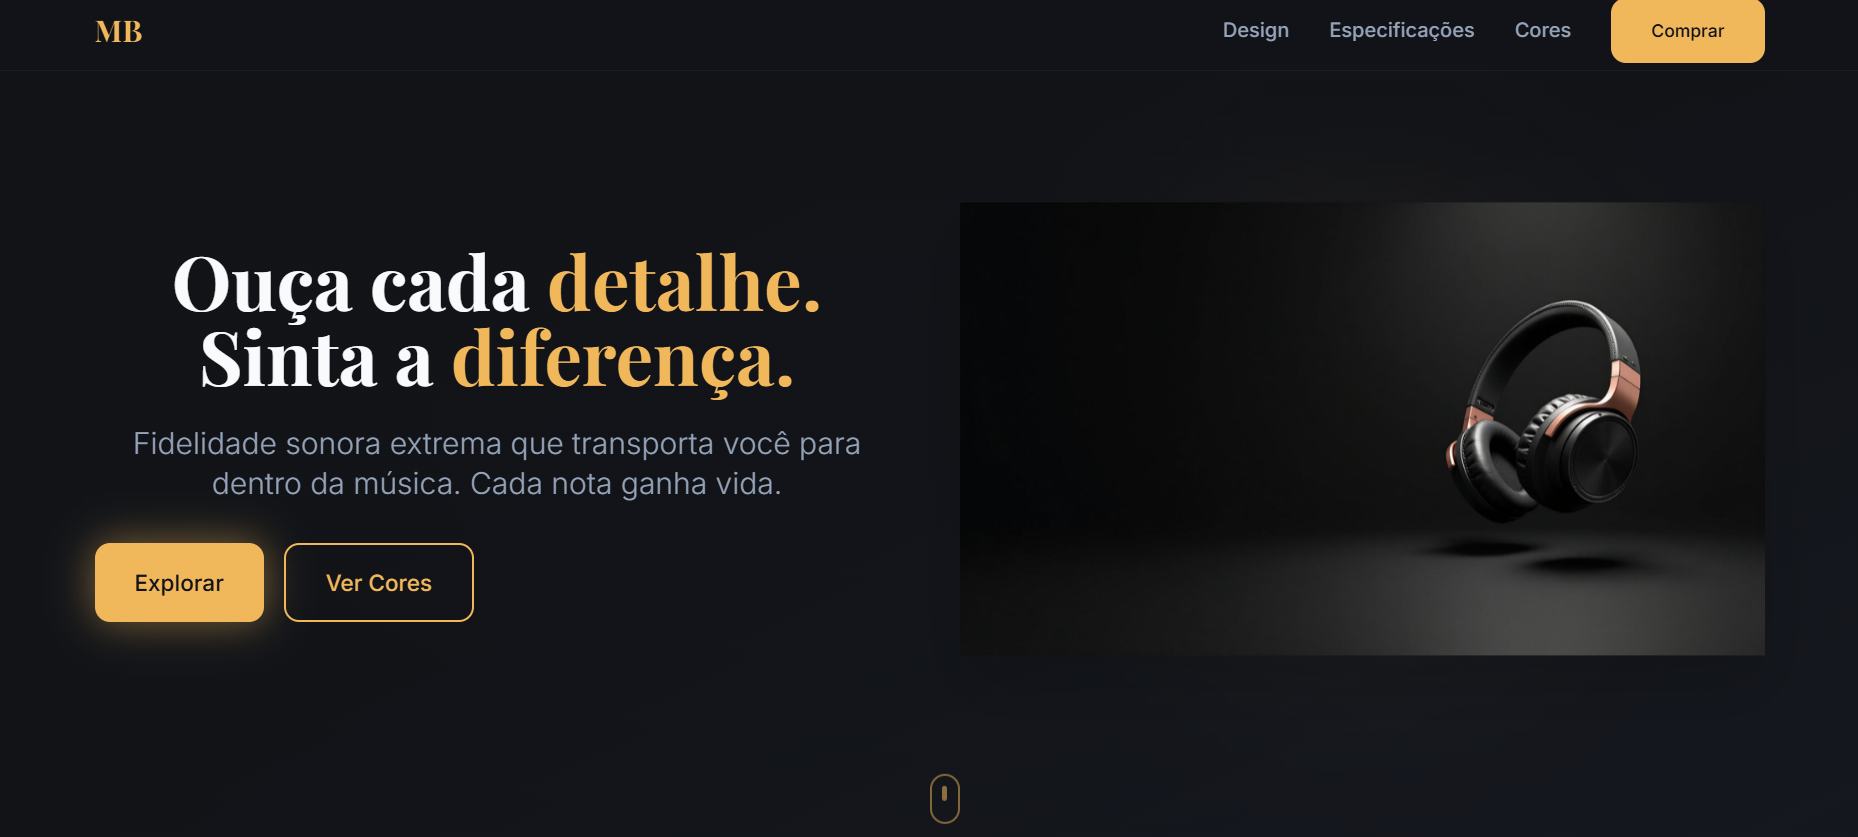 MB
Design
Especificações
Cores
Comprar
Ouça cada detalhe.
Sinta a diferença.
Fidelidade sonora extrema que transporta você para
dentro da música. Cada nota ganha vida.
Explorar
Ver Cores